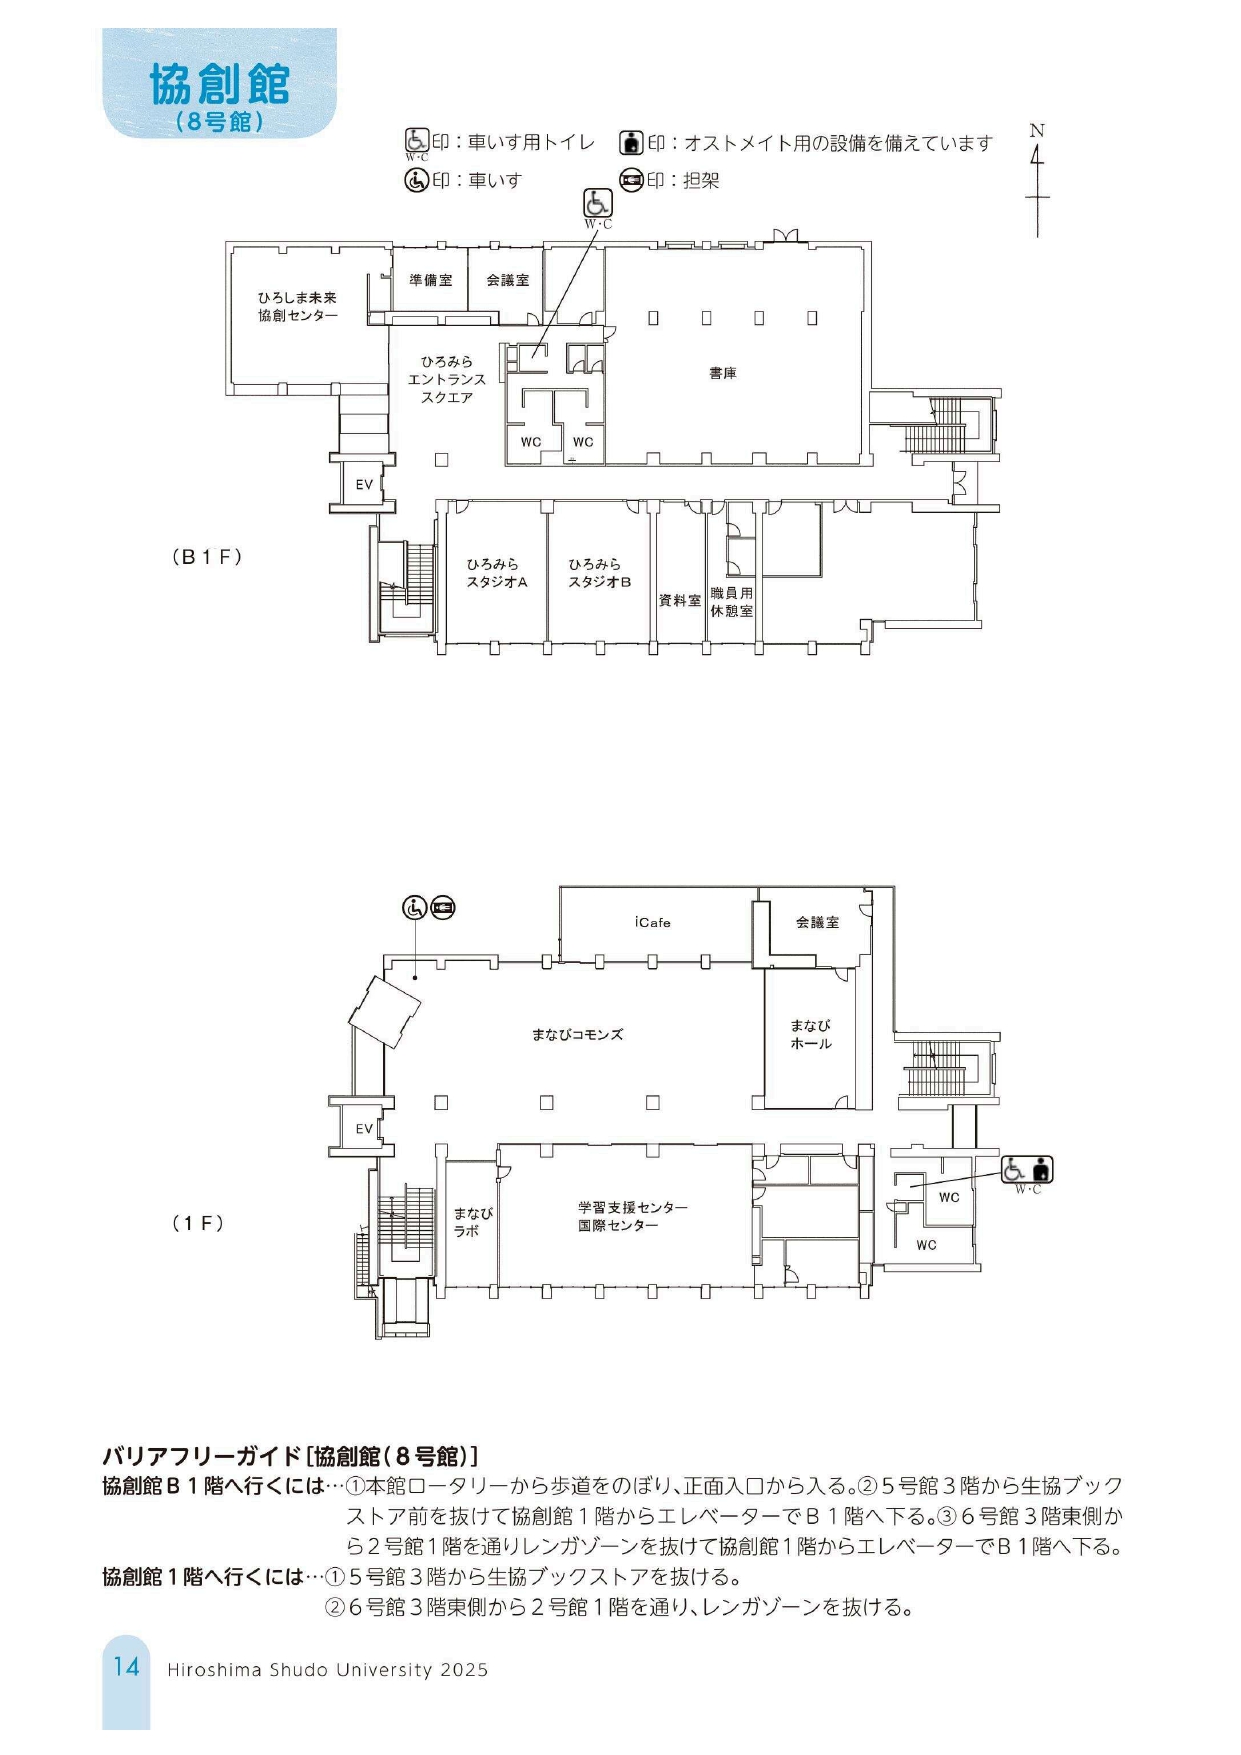 協創館
（8号館）
W·C
印：車いす用トイレ
印：オストメイト用の設備を備えています
印：車いす
印：担架
N
W·C
ひろしま未来
協創センター
準備室
会議室
ひろみら
エントランス
スクエア
書庫
WC
WC
EV
（B１F）
ひろみら
スタジオA
ひろみら
スタジオB
資料室
職員用
休憩室
iCafe
会議室
まなびコモンズ
まなび
ホール
EV
（1F）
まなび
ラボ
学習支援センター
国際センター
W·C
WC
WC
バリアフリーガイド［協創館（８号館）］
協創館B１階へ行くには…①本館ロータリーから歩道をのぼり、正面入口から入る。②５号館３階から生協ブック
ストア前を抜けて協創館１階からエレベーターでB１階へ下る。③６号館３階東側か
ら２号館１階を通りレンガゾーンを抜けて協創館１階からエレベーターでB１階へ下る。
協創館１階へ行くには…①５号館３階から生協ブックストアを抜ける。
②６号館３階東側から２号館１階を通り、レンガゾーンを抜ける。
14 Hiroshima Shudo University 2025